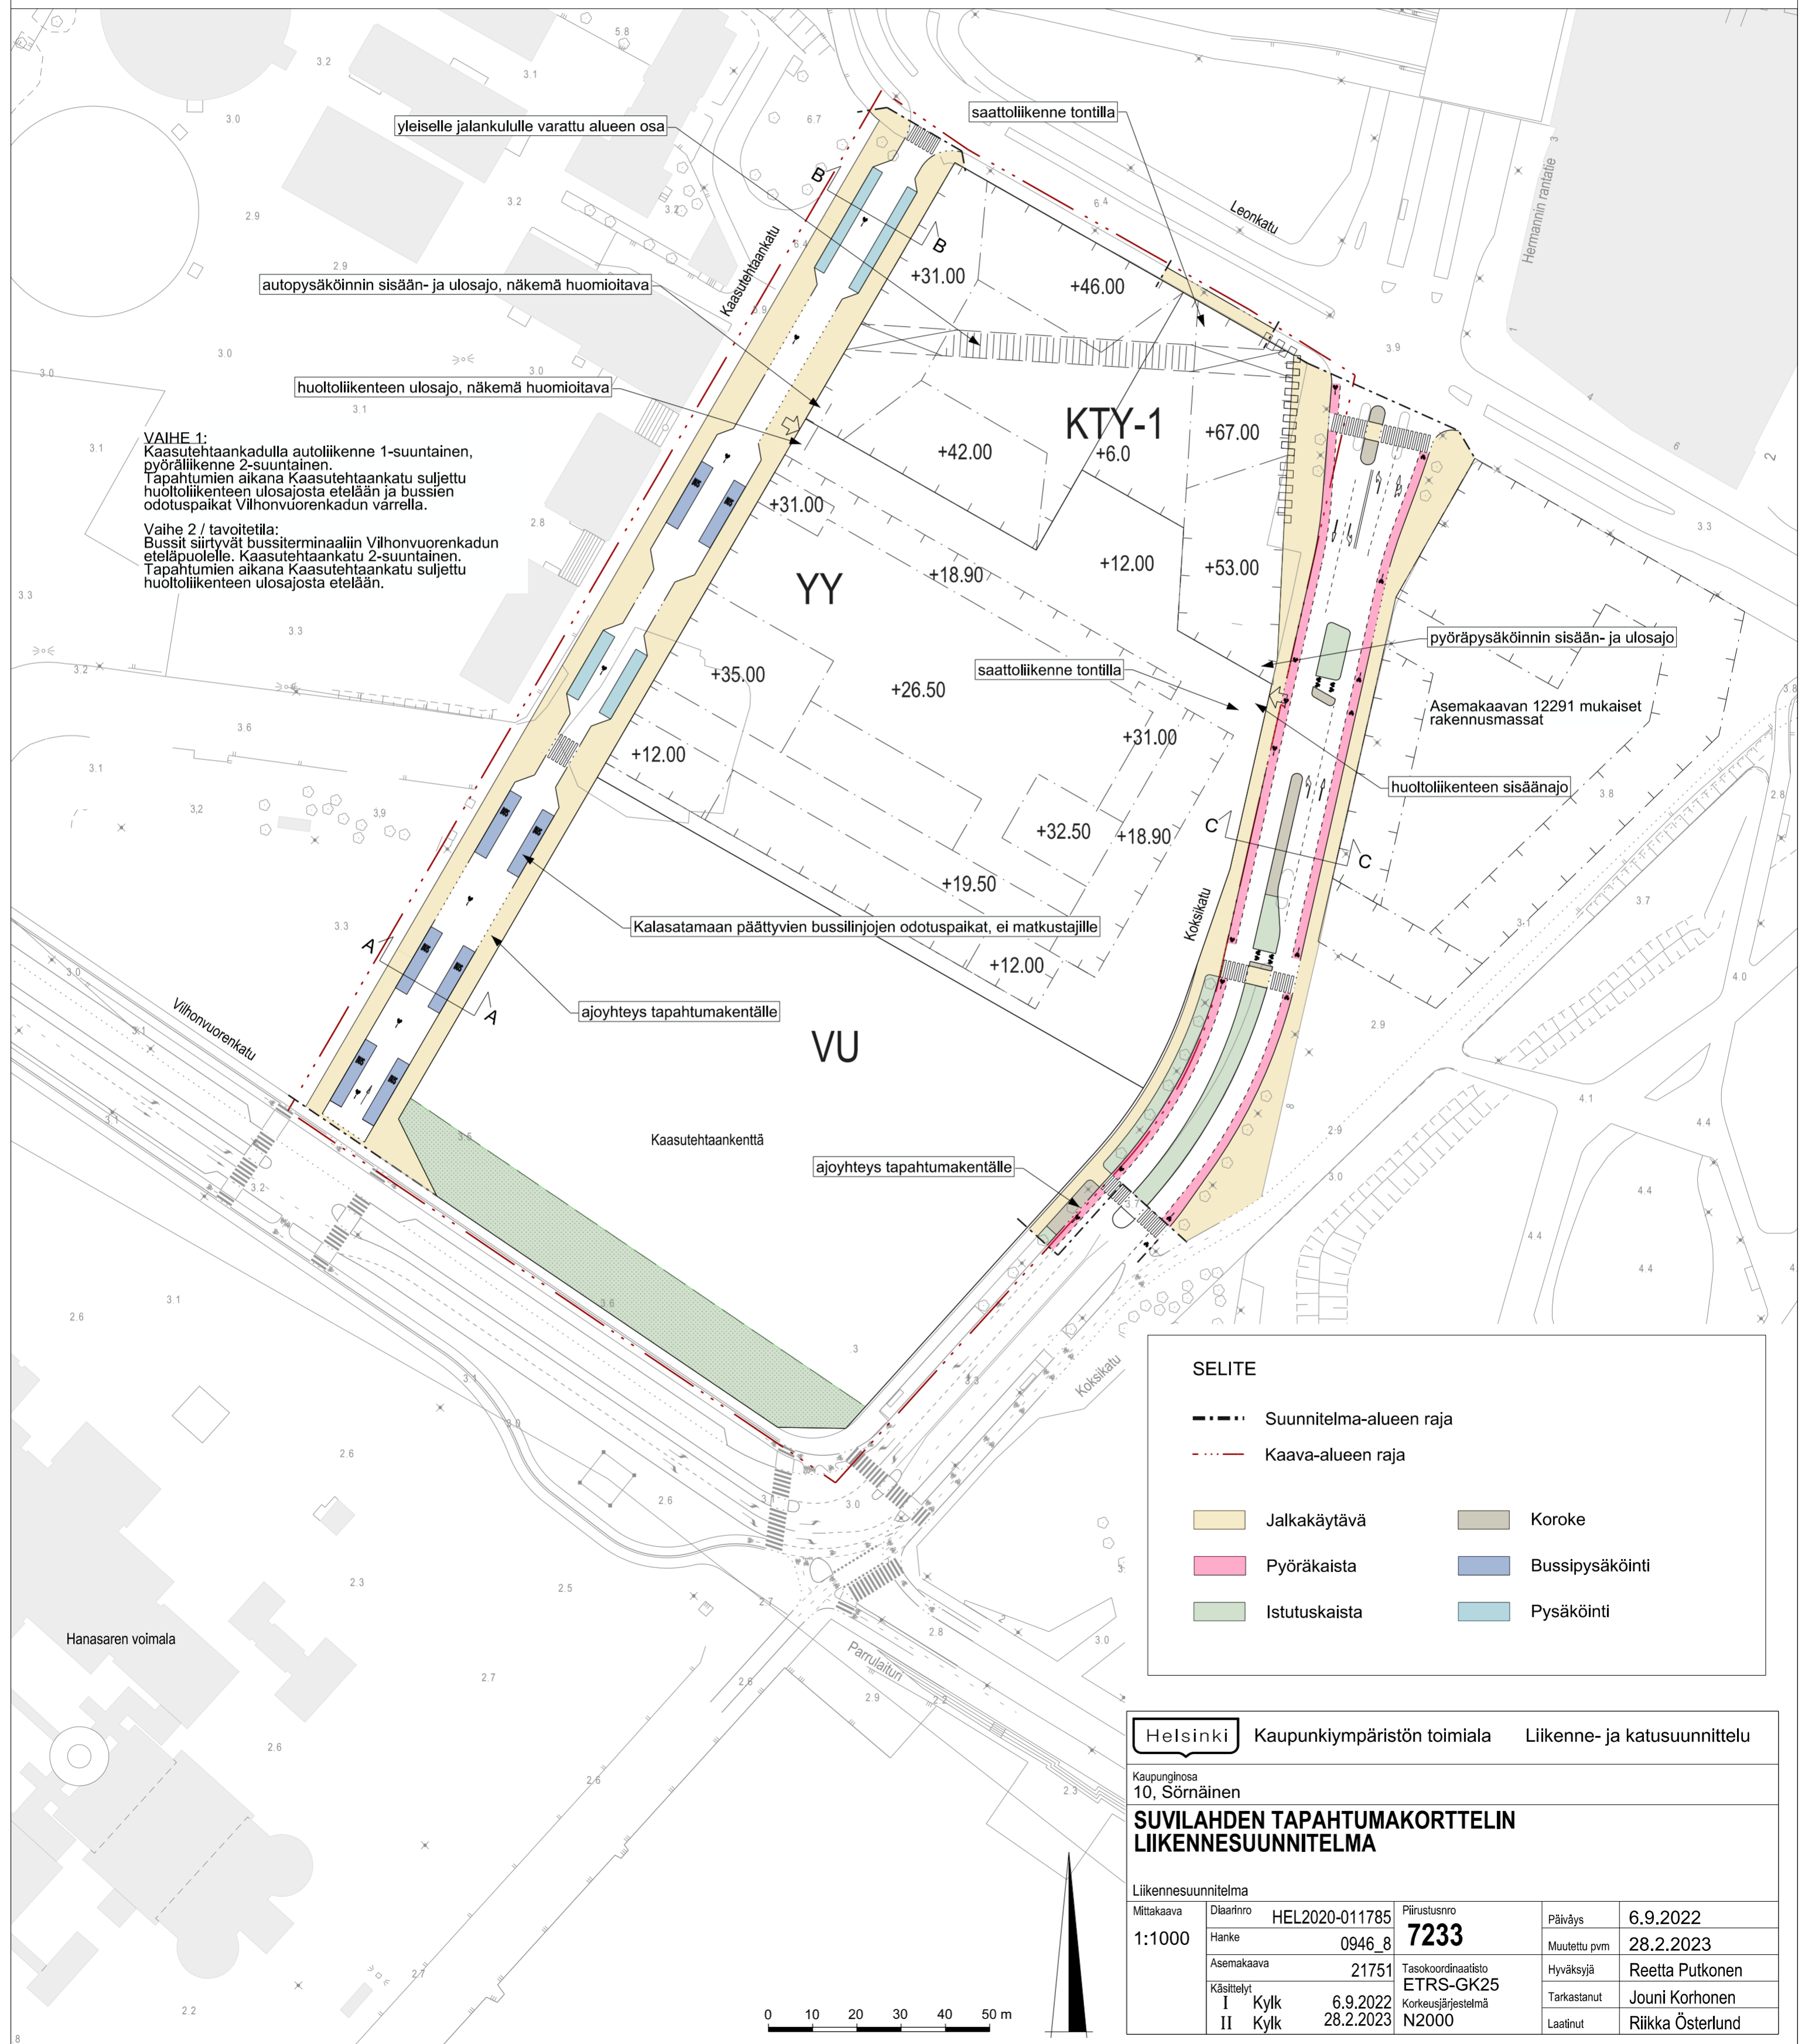 yleiselle jalankululle varattu alueen osa
saattoliikenne tontilla
Leonkatu
Hermannin rantatie
Kaasutehtaankatu
B
B
autopysäköinnin sisään- ja ulosajo, näkemä huomioitava
huoltoliikenteen ulosajo, näkemä huomioitava
+31.00
+46.00
KTY-1
+67.00
+42.00
+6.0
+31.00
+12.00
+53.00
+18.90
YY
VAIHE 1:
Kaasutehtaankadulla autoliikenne 1-suuntainen,
pyöräliikenne 2-suuntainen.
Tapahtumien aikana Kaasutehtaankatu suljettu
huoltoliikenteen ulosajosta etelään ja bussien
odotuspaikat Vilhonvuorenkadun varrella.
Vaihe 2 / tavoitetila:
Bussit siirtyvät bussiterminaaliin Vilhonvuorenkadun
eteläpuolelle. Kaasutehtaankatu 2-suuntainen.
Tapahtumien aikana Kaasutehtaankatu suljettu
huoltoliikenteen ulosajosta etelään.
pyöräpysäköinnin sisään- ja ulosajo
saattoliikenne tontilla
+35.00
+26.50
Asemakaavan 12291 mukaiset
rakennusmassat
+31.00
+12.00
huoltoliikenteen sisäänajo
+32.50
+18.90
C
C
+19.50
Koksikatu
Kalasatamaan päättyvien bussilinjojen odotuspaikat, ei matkustajille
+12.00
A
A
ajoyhteys tapahtumakentälle
Vilhonvuorenkatu
VU
Kaasutehtaankenttä
ajoyhteys tapahtumakentälle
Koksikatu
Parrulaituri
Hanasaren voimala
SELITE
Suunnitelma-alueen raja
Kaava-alueen raja
Jalkakäytävä
Koroke
Pyöräkaista
Bussipysäköinti
Istutuskaista
Pysäköinti
Helsinki Kaupunkiympäristön toimiala Liikenne- ja katusuunnittelu
Kaupunginosa
10, Sörnäinen
SUVILAHDEN TAPAHTUMAKORTTELIN
LIIKENNESUUNNITELMA
Liikennesuunnitelma
Mittakaava
1:1000
Diaarinro HEL2020-011785
Hanke 0946_8
Asemakaava 21751
Käsittelyt
I Kylk 6.9.2022
II Kylk 28.2.2023
Piirustusnro
7233
Tasokoordinaatisto
ETRS-GK25
Korkeusjärjestelmä
N2000
Päiväys 6.9.2022
Muutettu pvm 28.2.2023
Hyväksyjä Reetta Putkonen
Tarkastanut Jouni Korhonen
Laatinut Riikka Österlund
0 10 20 30 40 50 m